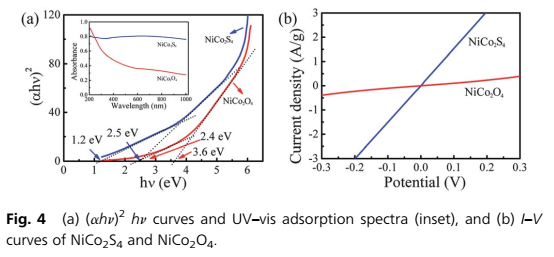 (a)
(αhν)²
120
80
40
0
0 1 2 3 4 5 6
hν (eV)
NiCo₂S₄
NiCo₂O₄
1.2 eV
2.5 eV
2.4 eV
3.6 eV
Absorbance
1.0
0.8
0.6
0.4
0.2
0.0
200 400 600 800 1000
Wavelength (nm)
NiCo₂S₄
NiCo₂O₄
(b)
Current density (A/g)
3
2
1
0
-1
-2
-3
-0.3 -0.2 -0.1 0.0 0.1 0.2 0.3
Potential (V)
NiCo₂S₄
NiCo₂O₄
Fig. 4 (a) (αhν)² hν curves and UV–vis adsorption spectra (inset), and (b) I–V
curves of NiCo₂S₄ and NiCo₂O₄.